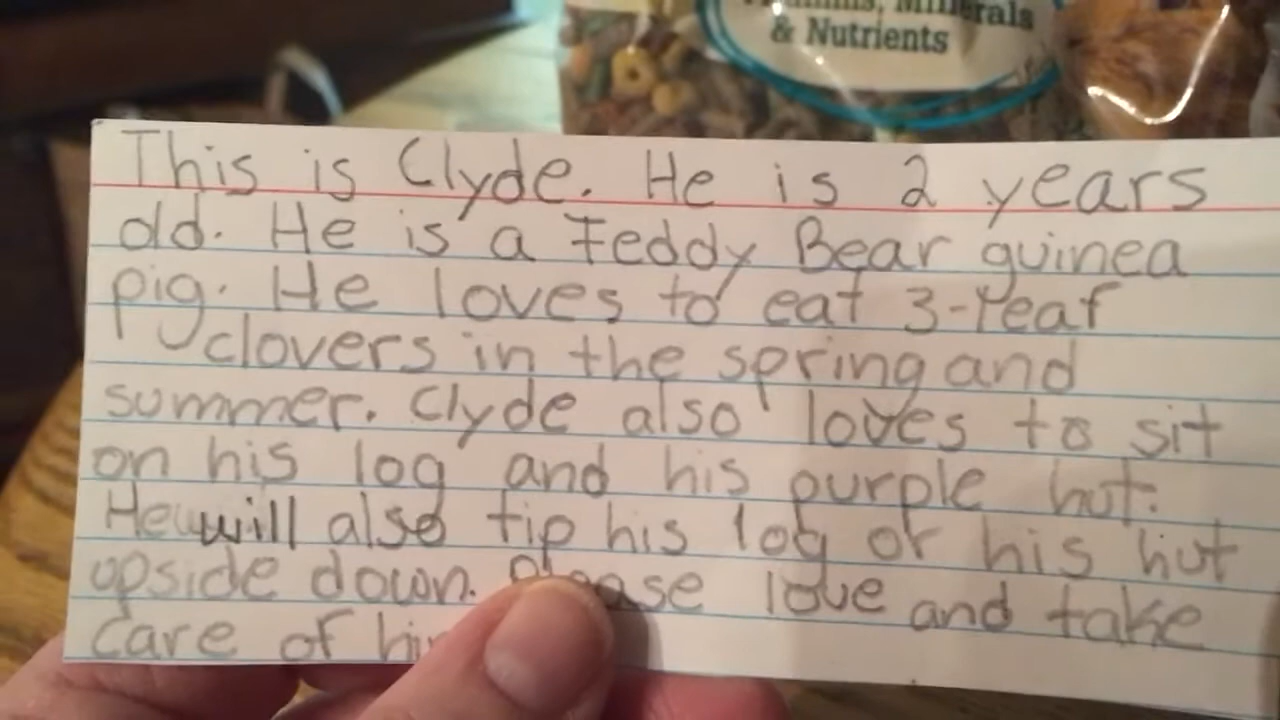 Minerals
& Nutrients
This is Clyde. He is 2 years
old. He is a Teddy Bear guinea
pig. He loves to eat 3-leaf
clovers in the spring and
summer. Clyde also loves to sit
on his log and his purple hut.
He will also tip his log or his hut
upside down. Please love and take
care of